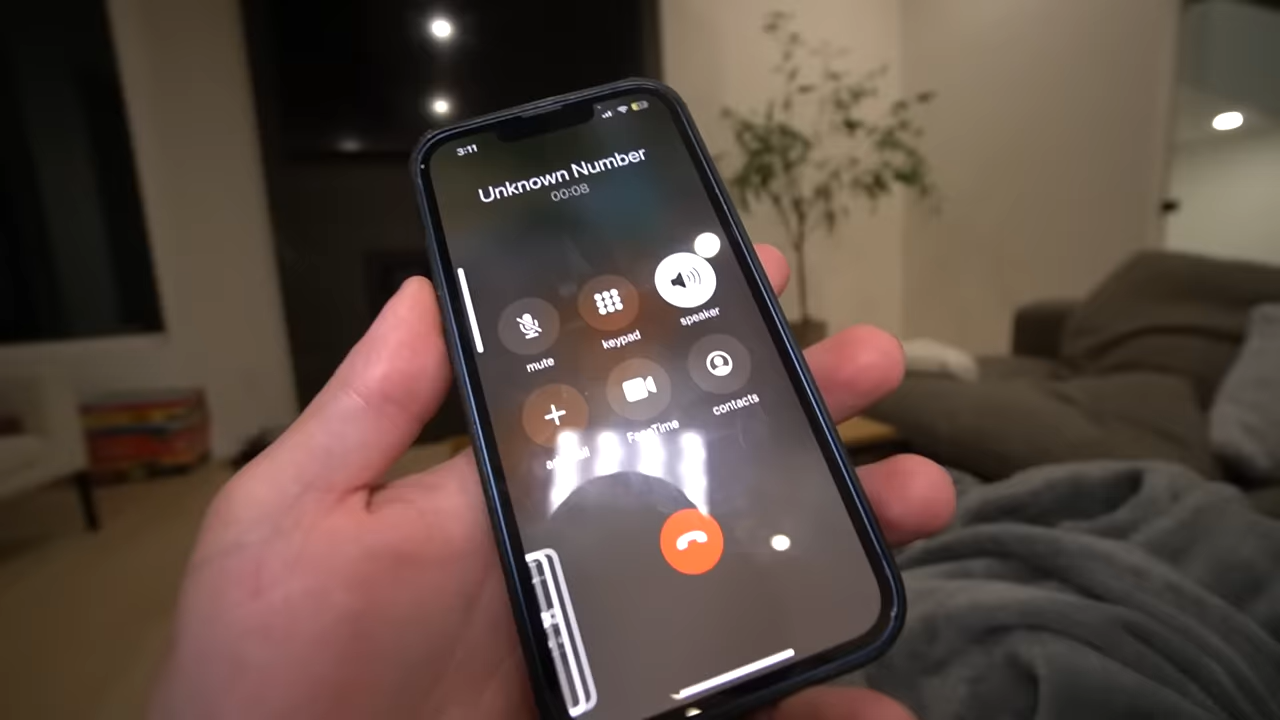 3:11
Unknown Number
00:08
mute
keypad
speaker
FaceTime
contacts